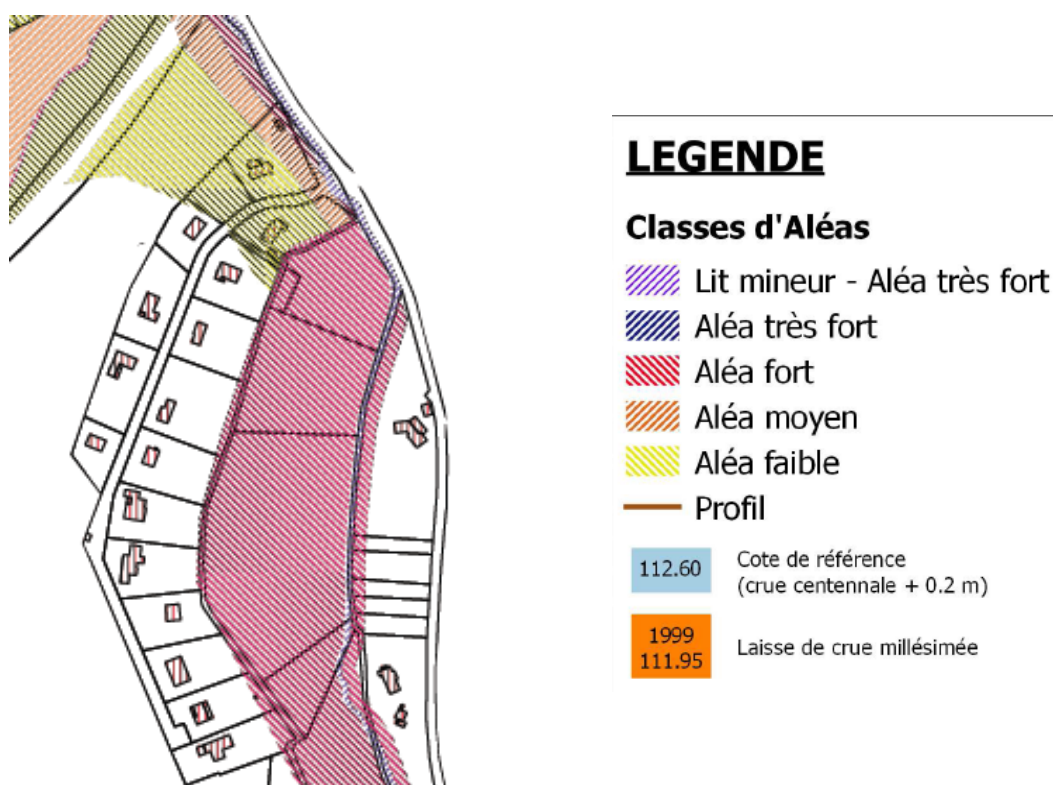 LEGENDE
Classes d'Aléas
Lit mineur - Aléa très fort
Aléa très fort
Aléa fort
Aléa moyen
Aléa faible
Profil
112.60
Cote de référence
(crue centennale + 0.2 m)
1999
111.95
Laisse de crue millésimée